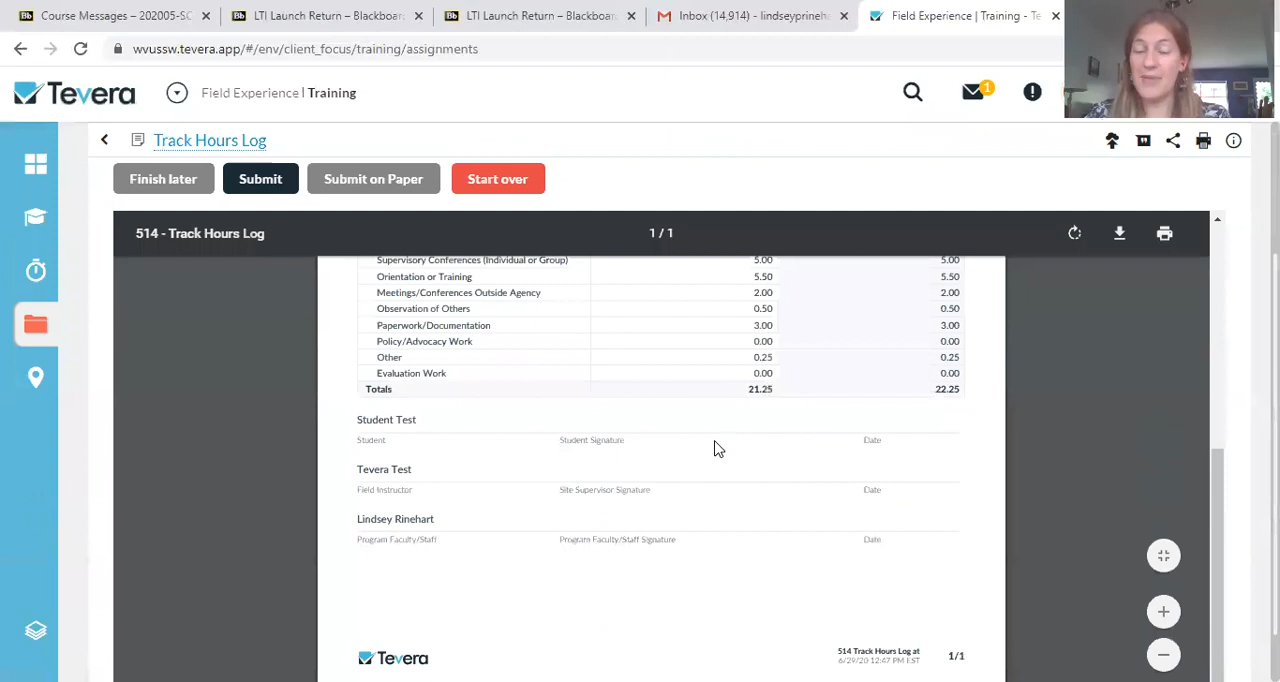 Course Messages – 202005-SC
LTI Launch Return – Blackboar
LTI Launch Return – Blackboar
Inbox (14,914) - lindseyprineh
Field Experience | Training - Te
wvussw.tevera.app/#/env/client_focus/training/assignments
Tevera
Field Experience | Training
1
Track Hours Log
Finish later
Submit
Submit on Paper
Start over
514 - Track Hours Log
1 / 1
Supervisory Conferences (Individual or Group) 5.00 5.00
Orientation or Training 5.50 5.50
Meetings/Conferences Outside Agency 2.00 2.00
Observation of Others 0.50 0.50
Paperwork/Documentation 3.00 3.00
Policy/Advocacy Work 0.00 0.00
Other 0.25 0.25
Evaluation Work 0.00 0.00
Totals 21.25 22.25
Student Test
Student Student Signature Date
Tevera Test
Field Instructor Site Supervisor Signature Date
Lindsey Rinehart
Program Faculty/Staff Program Faculty/Staff Signature Date
Tevera
514 Track Hours Log at
6/29/20 12:47 PM EST
1/1